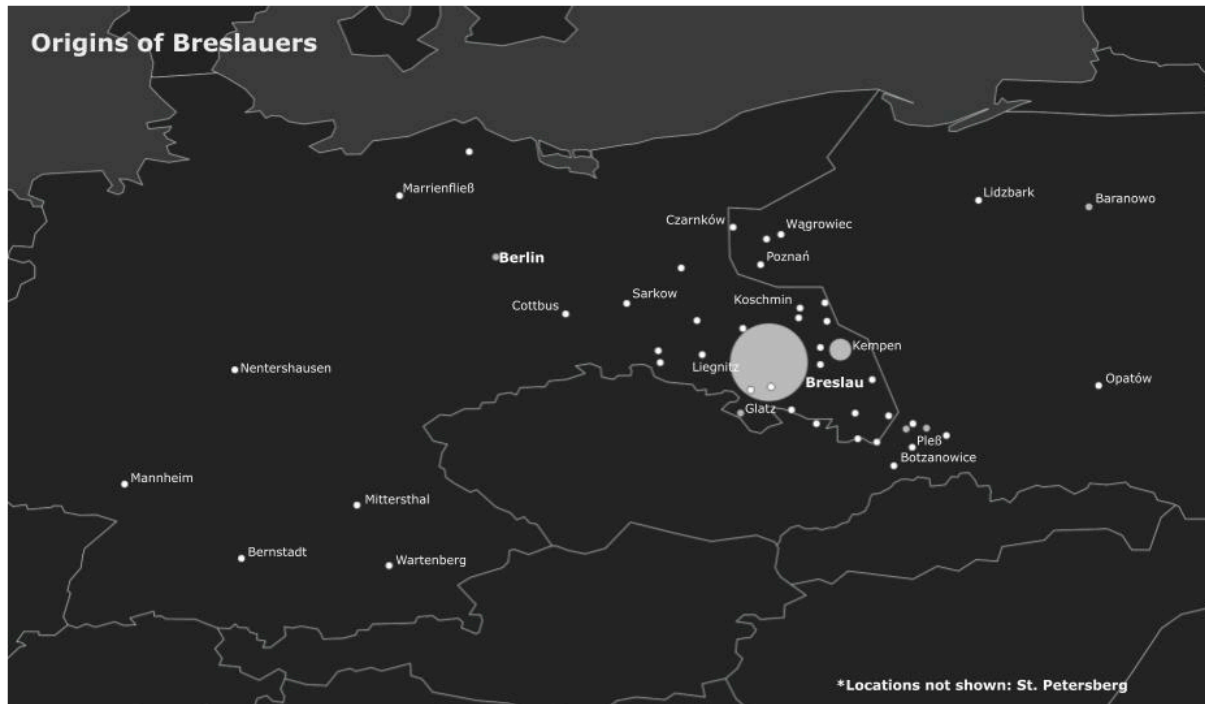 Origins of Breslauers
Marrienfließ
Lidzbark
Baranowo
Czarnków
Wągrowiec
Berlin
Poznań
Sarkow
Koschmin
Cottbus
Kempen
Nentershausen
Liegnitz
Breslau
Opatów
Glatz
Pleß
Botzanowice
Mannheim
Mittersthal
Bernstadt
Wartenberg
*Locations not shown: St. Petersberg